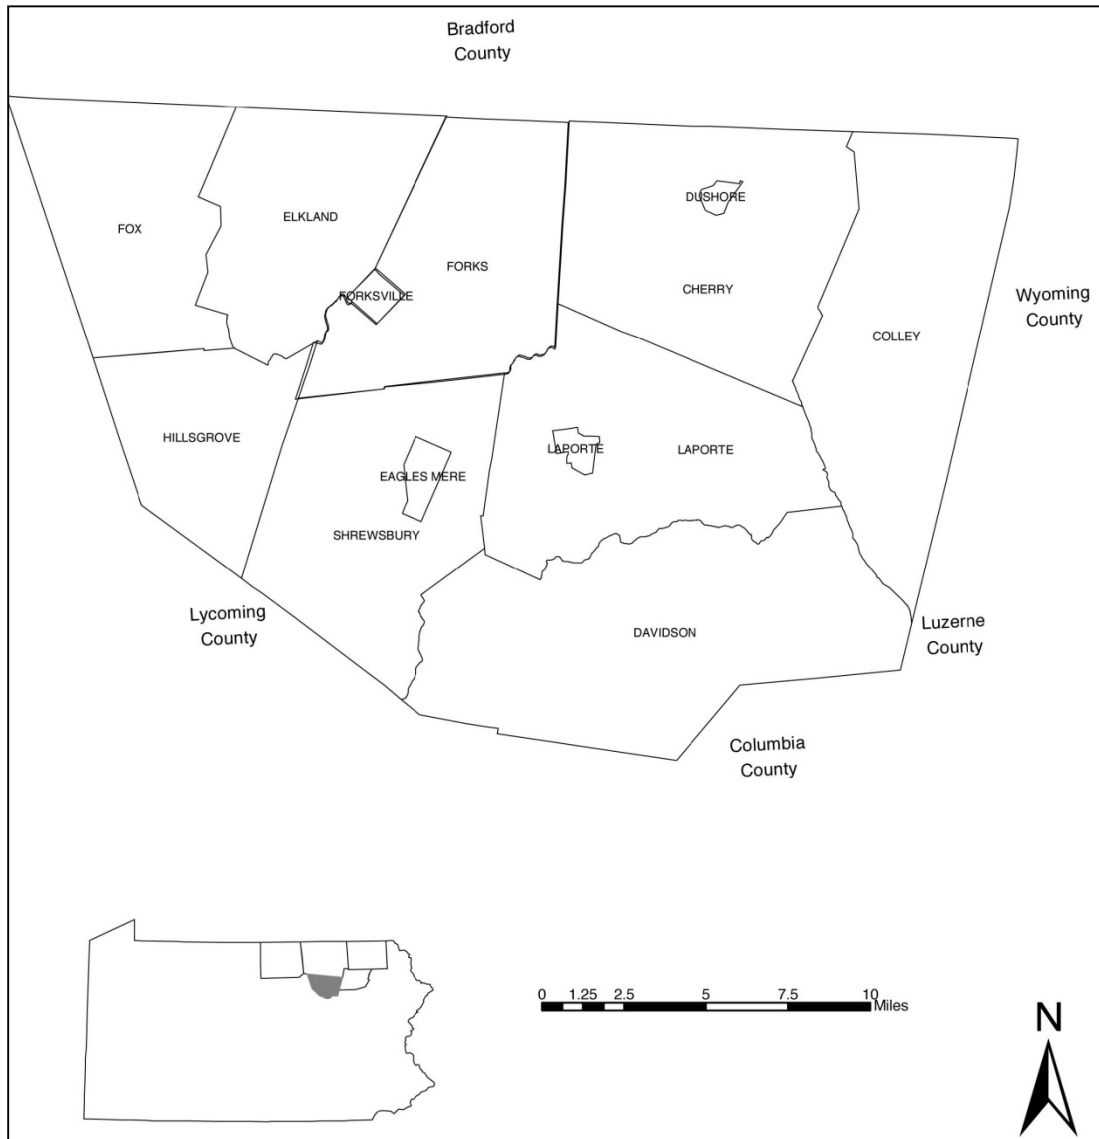 Bradford
County
DUSHORE
ELKLAND
FOX
FORKS
CHERRY
FORKSVILLE
Wyoming
County
COLLEY
HILLSGROVE
LAPORTE
LAPORTE
EAGLES MERE
SHREWSBURY
Lycoming
County
DAVIDSON
Luzerne
County
Columbia
County
0 1.25 2.5 5 7.5 10
Miles
N